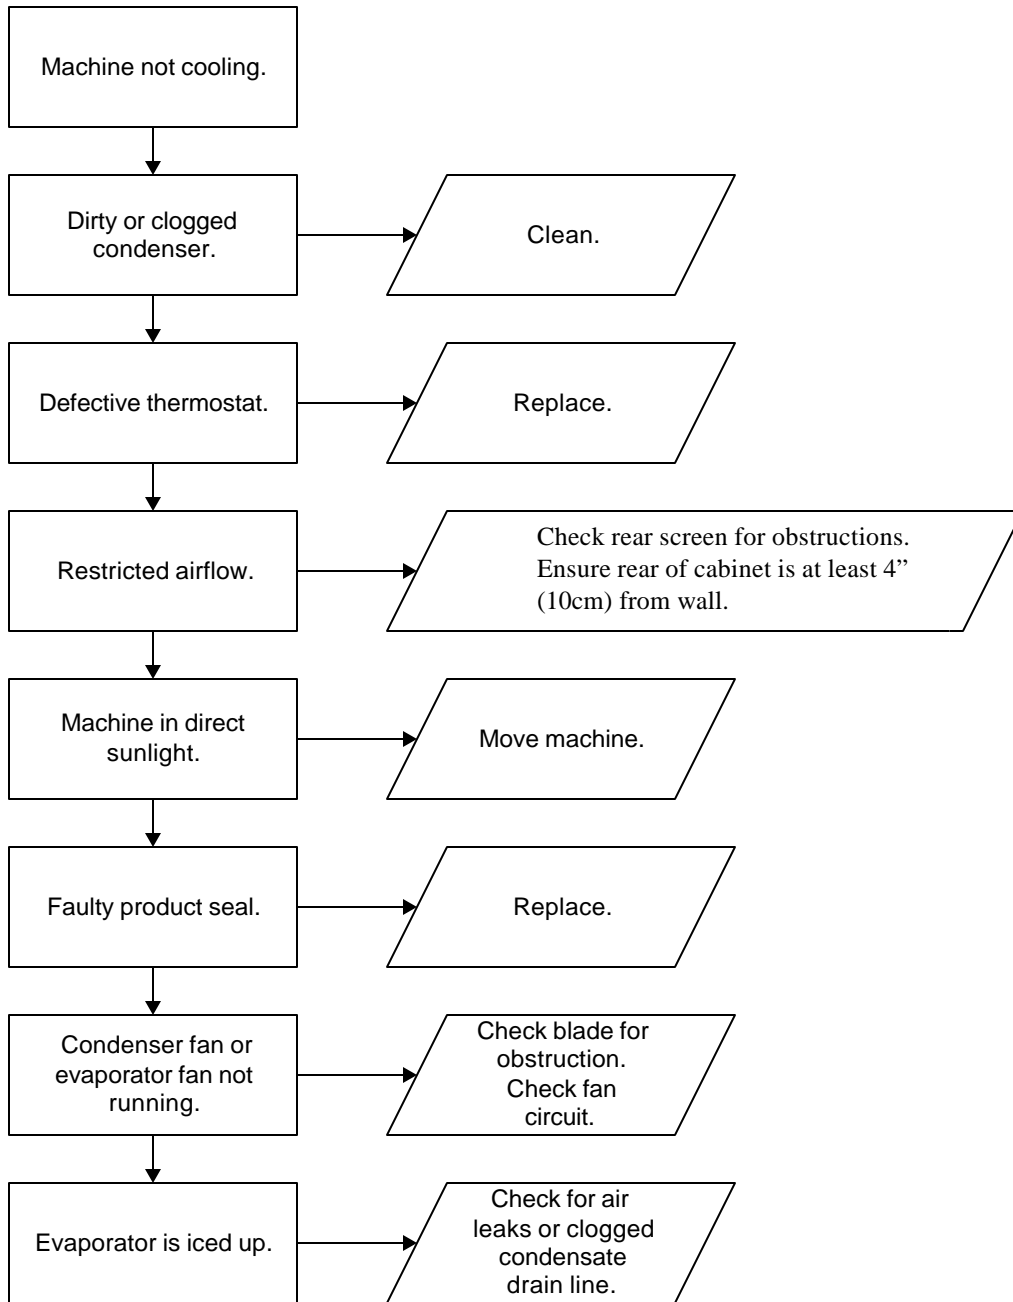 Machine not cooling.
Dirty or clogged
condenser.
Clean.
Defective thermostat.
Replace.
Restricted airflow.
Check rear screen for obstructions.
Ensure rear of cabinet is at least 4”
(10cm) from wall.
Machine in direct
sunlight.
Move machine.
Faulty product seal.
Replace.
Condenser fan or
evaporator fan not
running.
Check blade for
obstruction.
Check fan
circuit.
Evaporator is iced up.
Check for air
leaks or clogged
condensate
drain line.